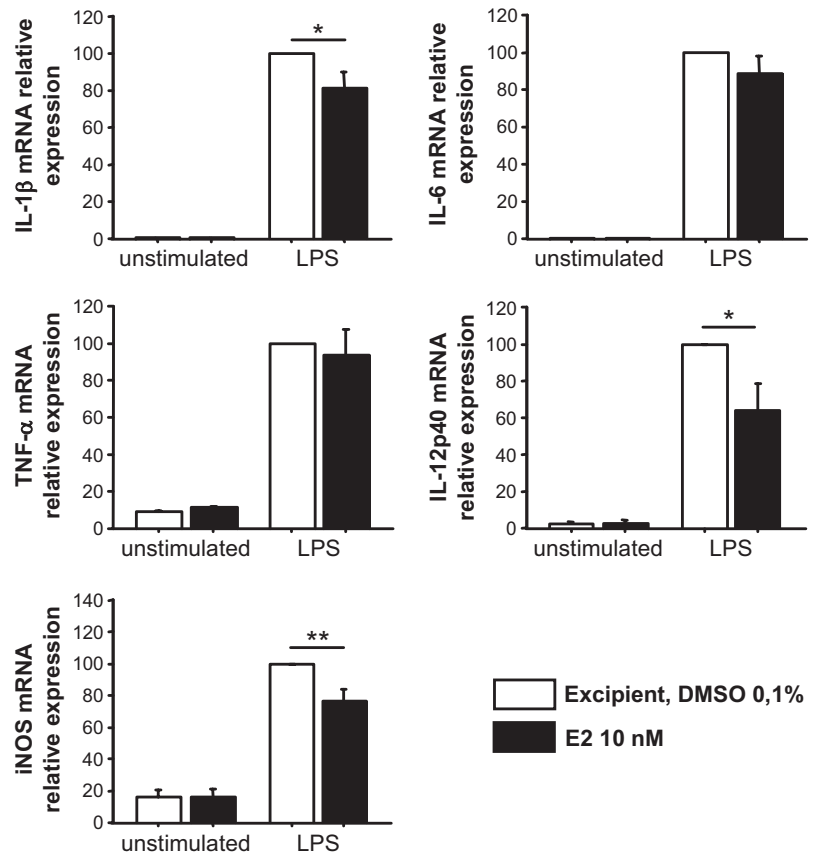 IL-1β mRNA relative
expression
120
100
80
60
40
20
0
*
unstimulated
LPS
IL-6 mRNA relative
expression
120
100
80
60
40
20
0
unstimulated
LPS
TNF-α mRNA
relative expression
120
100
80
60
40
20
0
unstimulated
LPS
IL-12p40 mRNA
relative expression
120
100
80
60
40
20
0
*
unstimulated
LPS
iNOS mRNA
relative expression
140
120
100
80
60
40
20
0
**
unstimulated
LPS
Excipient, DMSO 0,1%
E2 10 nM